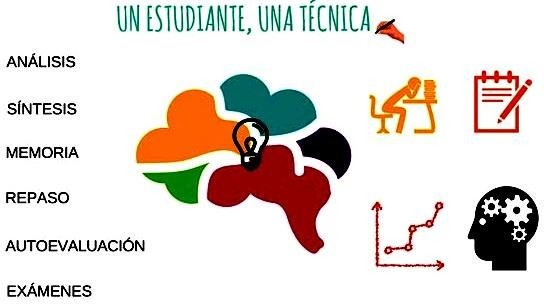 UN ESTUDIANTE, UNA TÉCNICA
ANÁLISIS
SÍNTESIS
MEMORIA
REPASO
AUTOEVALUACIÓN
EXÁMENES